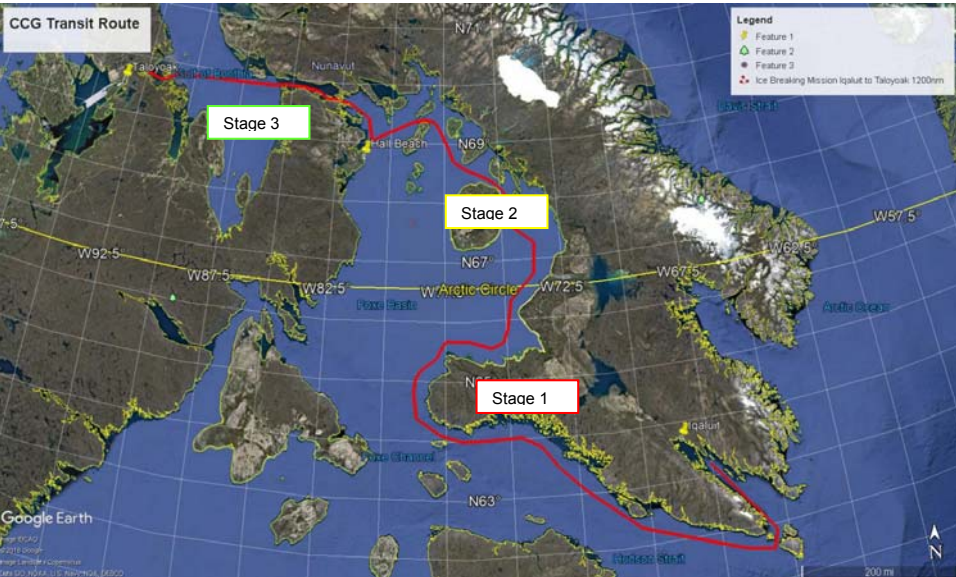 CCG Transit Route
Legend
Feature 1
Feature 2
Feature 3
Ice Breaking Mission Iqaluit to Taloyoak 1200nm
N71
Taloyoak
Nunavut
Davis Strait
Stage 3
N69
Hall Beach
Stage 2
W57.5°
W92.5°
W87.5°
W82.5°
N67°
Arctic Circle
W72.5°
W67.5°
W62.5°
Foxe Basin
Arctic Ocean
Stage 1
Iqaluit
Foxe Channel
N63°
Google Earth
Hudson Strait
N
200 mi